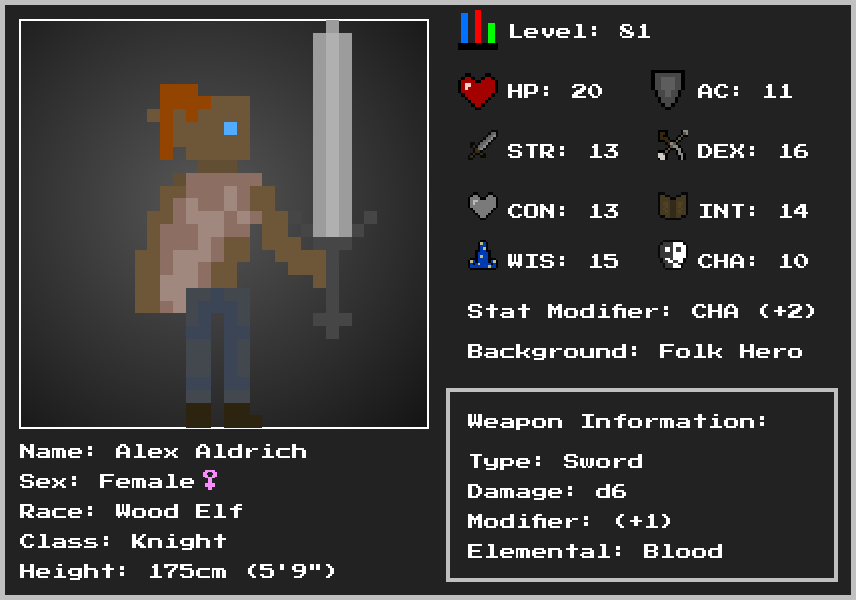 Level: 81
HP: 20
AC: 11
STR: 13
DEX: 16
CON: 13
INT: 14
WIS: 15
CHA: 10
Stat Modifier: CHA (+2)
Background: Folk Hero
Weapon Information:
Type: Sword
Damage: d6
Modifier: (+1)
Elemental: Blood
Name: Alex Aldrich
Sex: Female♀
Race: Wood Elf
Class: Knight
Height: 175cm (5'9")